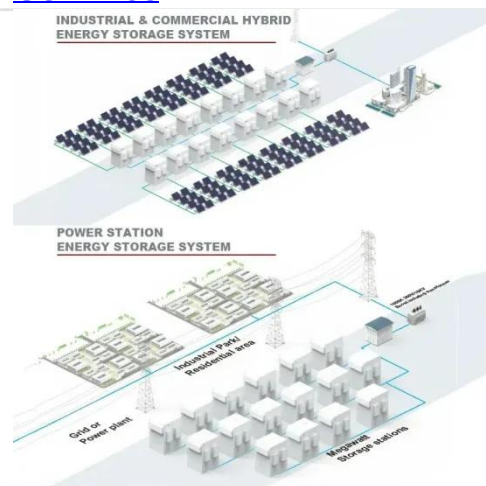 INDUSTRIAL & COMMERCIAL HYBRID
ENERGY STORAGE SYSTEM
POWER STATION
ENERGY STORAGE SYSTEM
Industrial Park/
Residential area
Grid or
Power plant
Megawatt
Storage stations